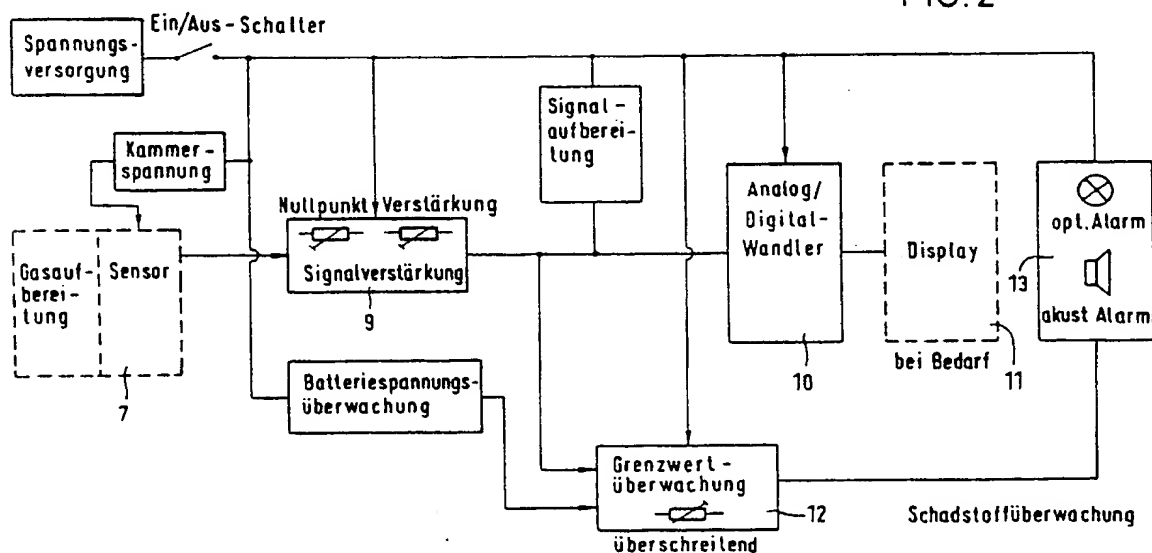 FIG. 2
Ein/Aus-Schalter
Spannungs-
versorgung
Kammer-
spannung
Signal-
aufberei-
tung
Nullpunkt Verstärkung
Signalverstärkung
9
Gasauf-
berei-
tung
Sensor
7
Analog/
Digital-
Wandler
10
Display
bei Bedarf
11
opt. Alarm
13
akust Alarm
Batteriespannungs-
überwachung
Grenzwert-
überwachung
12
überschreitend
Schadstoffüberwachung